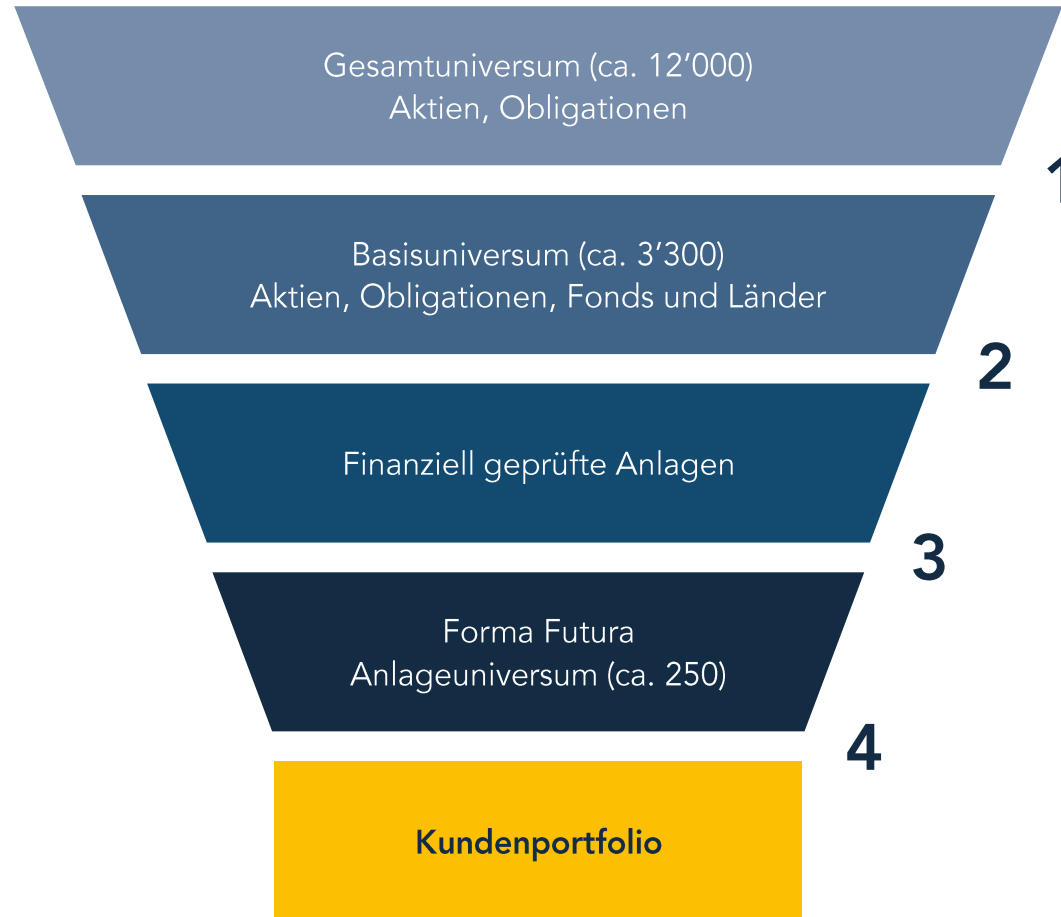 Gesamtuniversum (ca. 12’000)
Aktien, Obligationen
1
Basisuniversum (ca. 3’300)
Aktien, Obligationen, Fonds und Länder
2
Finanziell geprüfte Anlagen
3
Forma Futura
Anlageuniversum (ca. 250)
4
Kundenportfolio